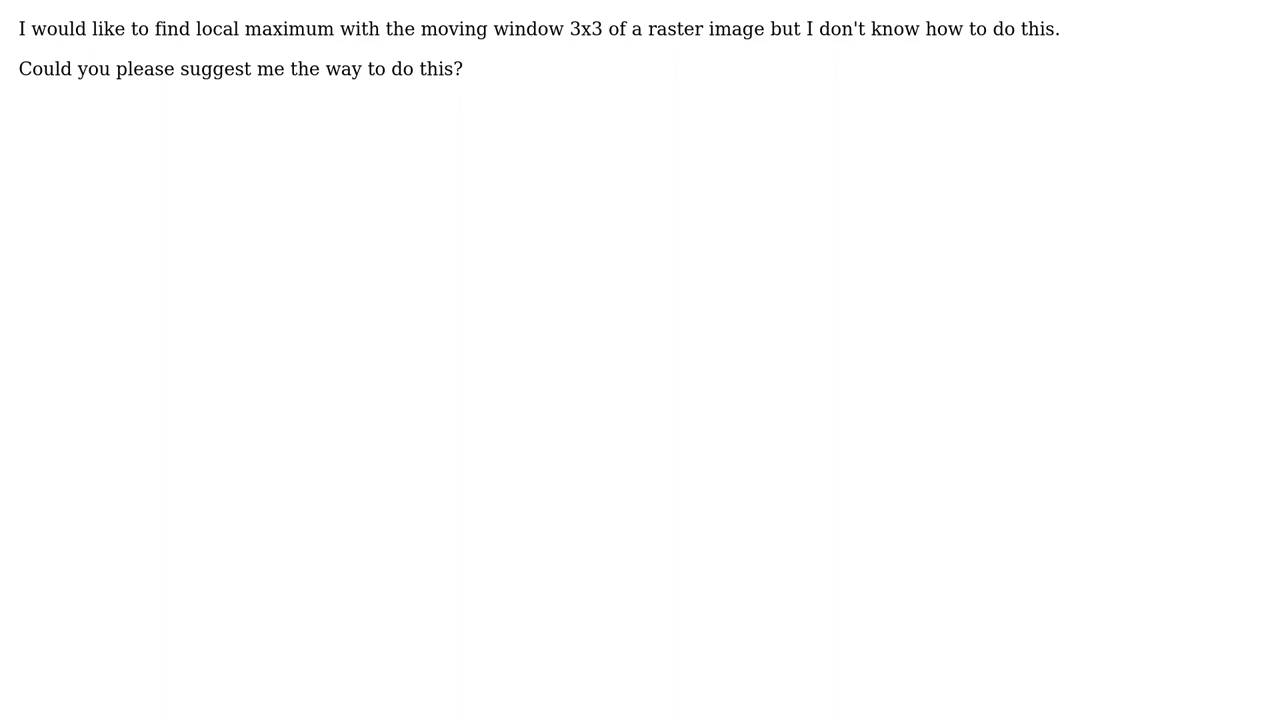 I would like to find local maximum with the moving window 3x3 of a raster image but I don't know how to do this.
Could you please suggest me the way to do this?